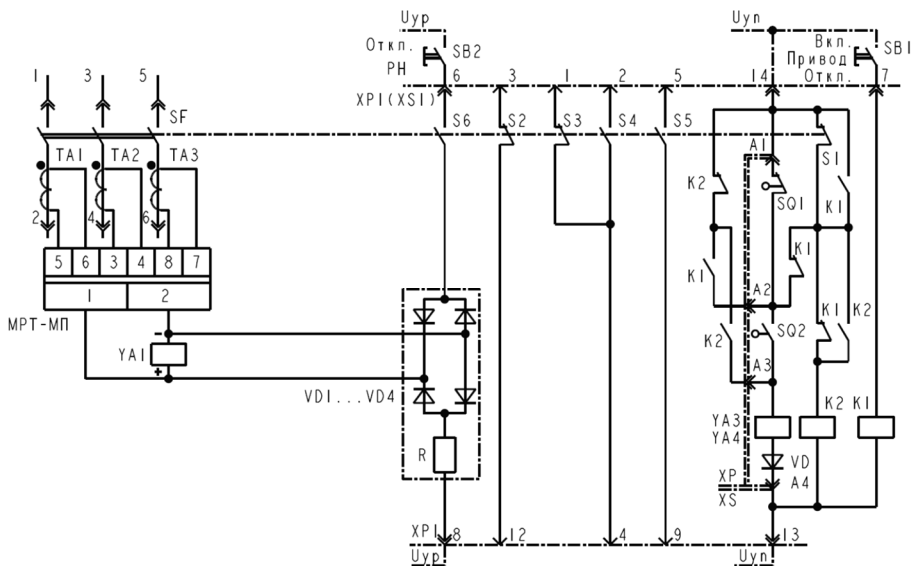 Uур
Uуп
Откл.
РН
SB2
Вкл.
Привод
Откл.
SB1
1 3 5
6 3 1 2 5 14 7
XP1(XS1)
SF
S6 S2 S3 S4 S5 S1
TA1 TA2 TA3
A1
K2 SQ1 K1
2 4 6
K1 K1
5 6 3 4 8 7
1 2
МРТ-МП
A2
SQ2
K2 K1 K2
YA1
-
+
A3
VD1...VD4
YA3
YA4
K2 K1
R
VD
XP
XS
A4
XP1 8 12 4 9 13
Uур
Uуп